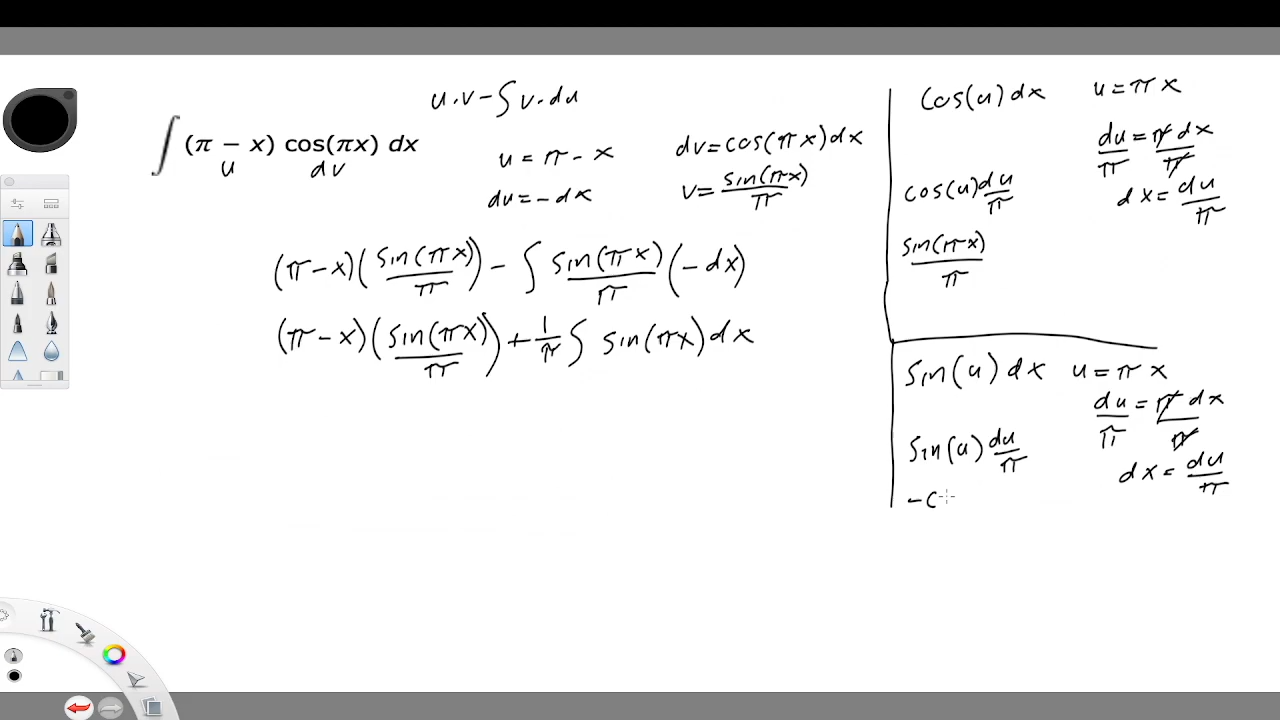 u·v - ∫ v·du
∫ (π − x) cos(πx) dx
u dv
u = π - x
du = -dx
dv = cos(πx)dx
v = sin(πx)/π
(π-x)(sin(πx)/π) - ∫ sin(πx)/π (-dx)
(π-x)(sin(πx)/π) + 1/π ∫ sin(πx)dx
cos(u)dx u = πx
du/π = πdx/π
cos(u)du/π dx = du/π
sin(πx)/π
sin(u)dx u = πx
du/π = πdx/π
sin(u)du/π dx = du/π
-c